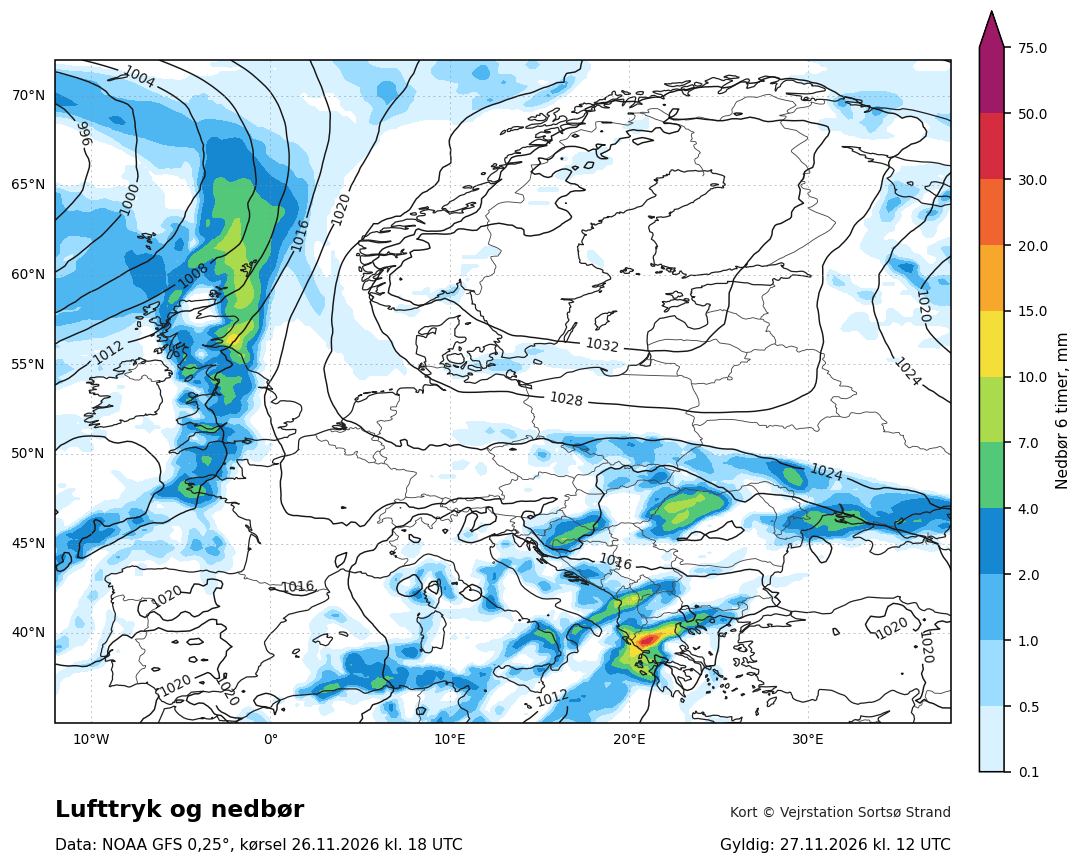 75.0
50.0
30.0
20.0
15.0
10.0
7.0
4.0
2.0
1.0
0.5
0.1
Nedbør 6 timer, mm
70°N
65°N
60°N
55°N
50°N
45°N
40°N
10°W
0°
10°E
20°E
30°E
1004
996
1000
1020
1016
1008
1012
1020
1032
1028
1024
1024
1016
1016
1020
1020
1020
1020
1020
1012
Lufttryk og nedbør
Kort © Vejrstation Sortsø Strand
Data: NOAA GFS 0,25°, kørsel 26.11.2026 kl. 18 UTC
Gyldig: 27.11.2026 kl. 12 UTC